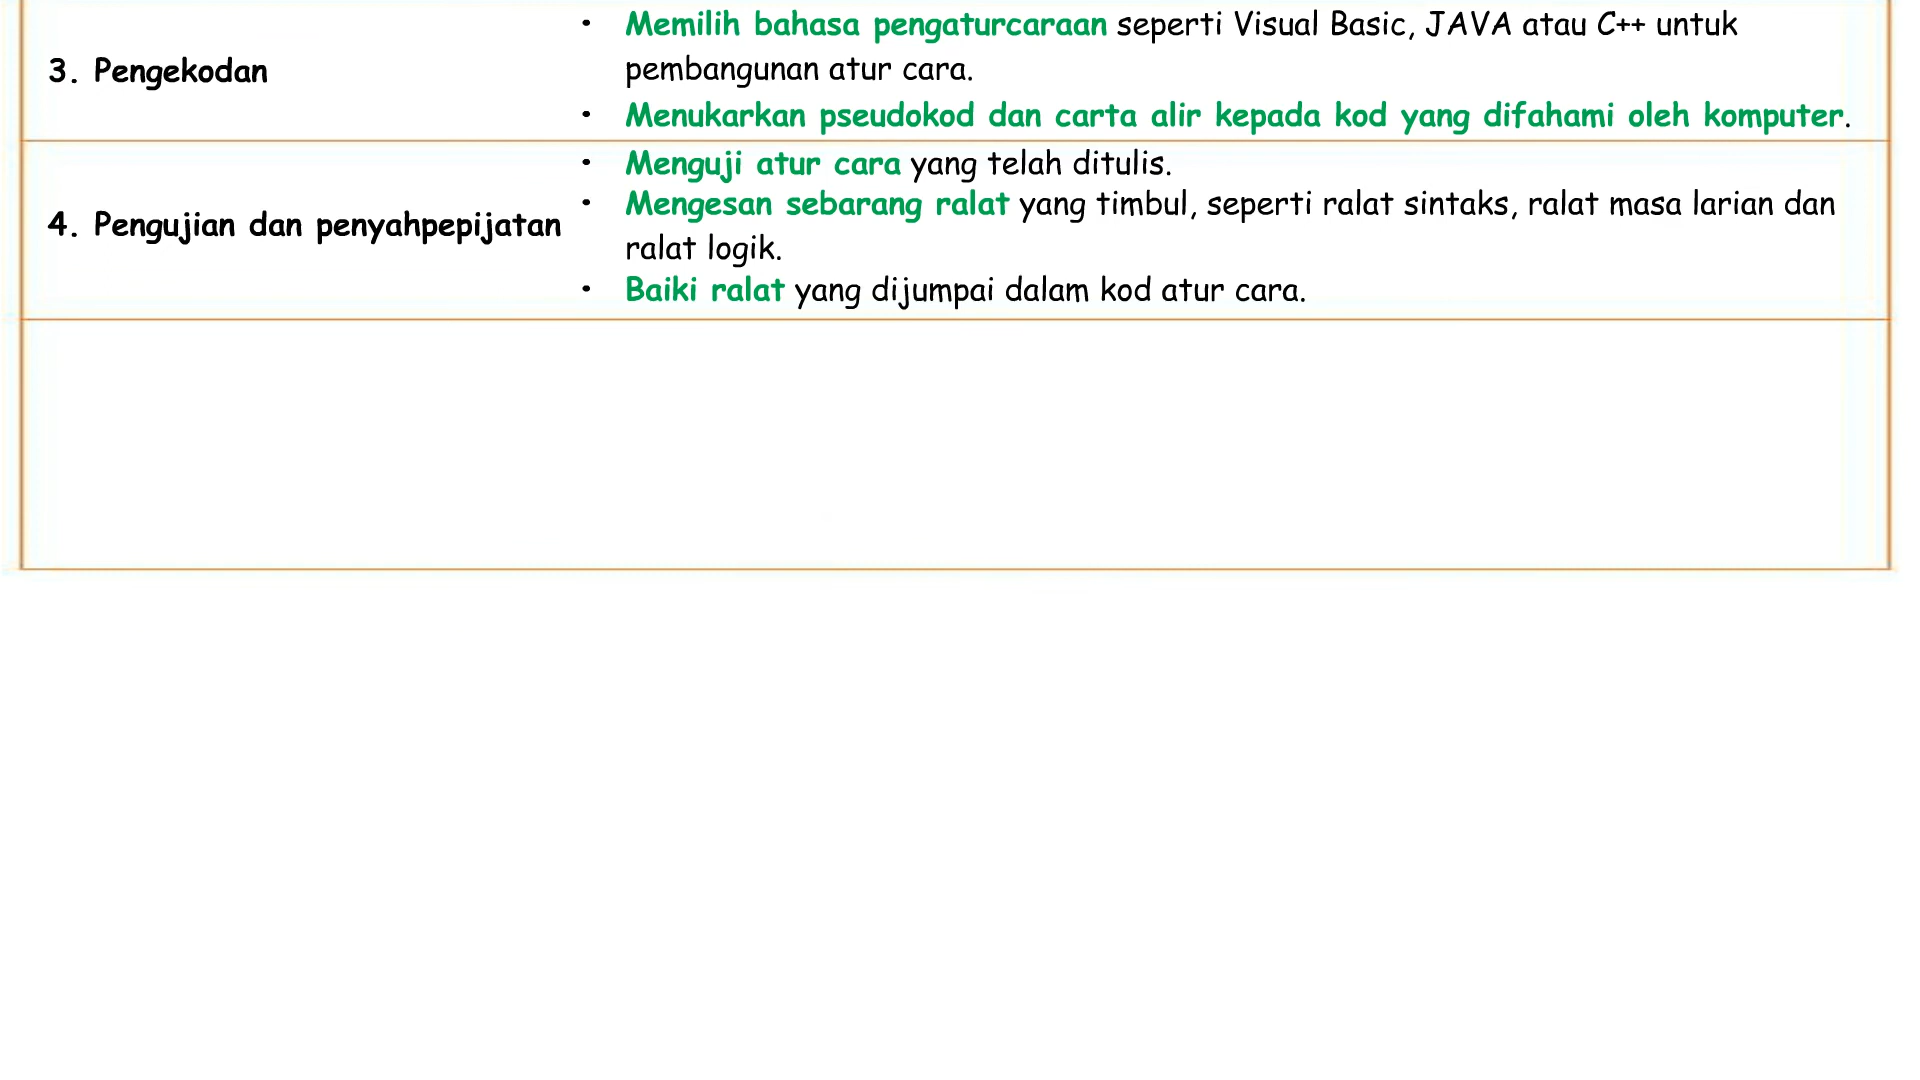 • Memilih bahasa pengaturcaraan seperti Visual Basic, JAVA atau C++ untuk
3. Pengekodan
pembangunan atur cara.
• Menukarkan pseudokod dan carta alir kepada kod yang difahami oleh komputer.
• Menguji atur cara yang telah ditulis.
• Mengesan sebarang ralat yang timbul, seperti ralat sintaks, ralat masa larian dan
4. Pengujian dan penyahpepijatan
ralat logik.
• Baiki ralat yang dijumpai dalam kod atur cara.